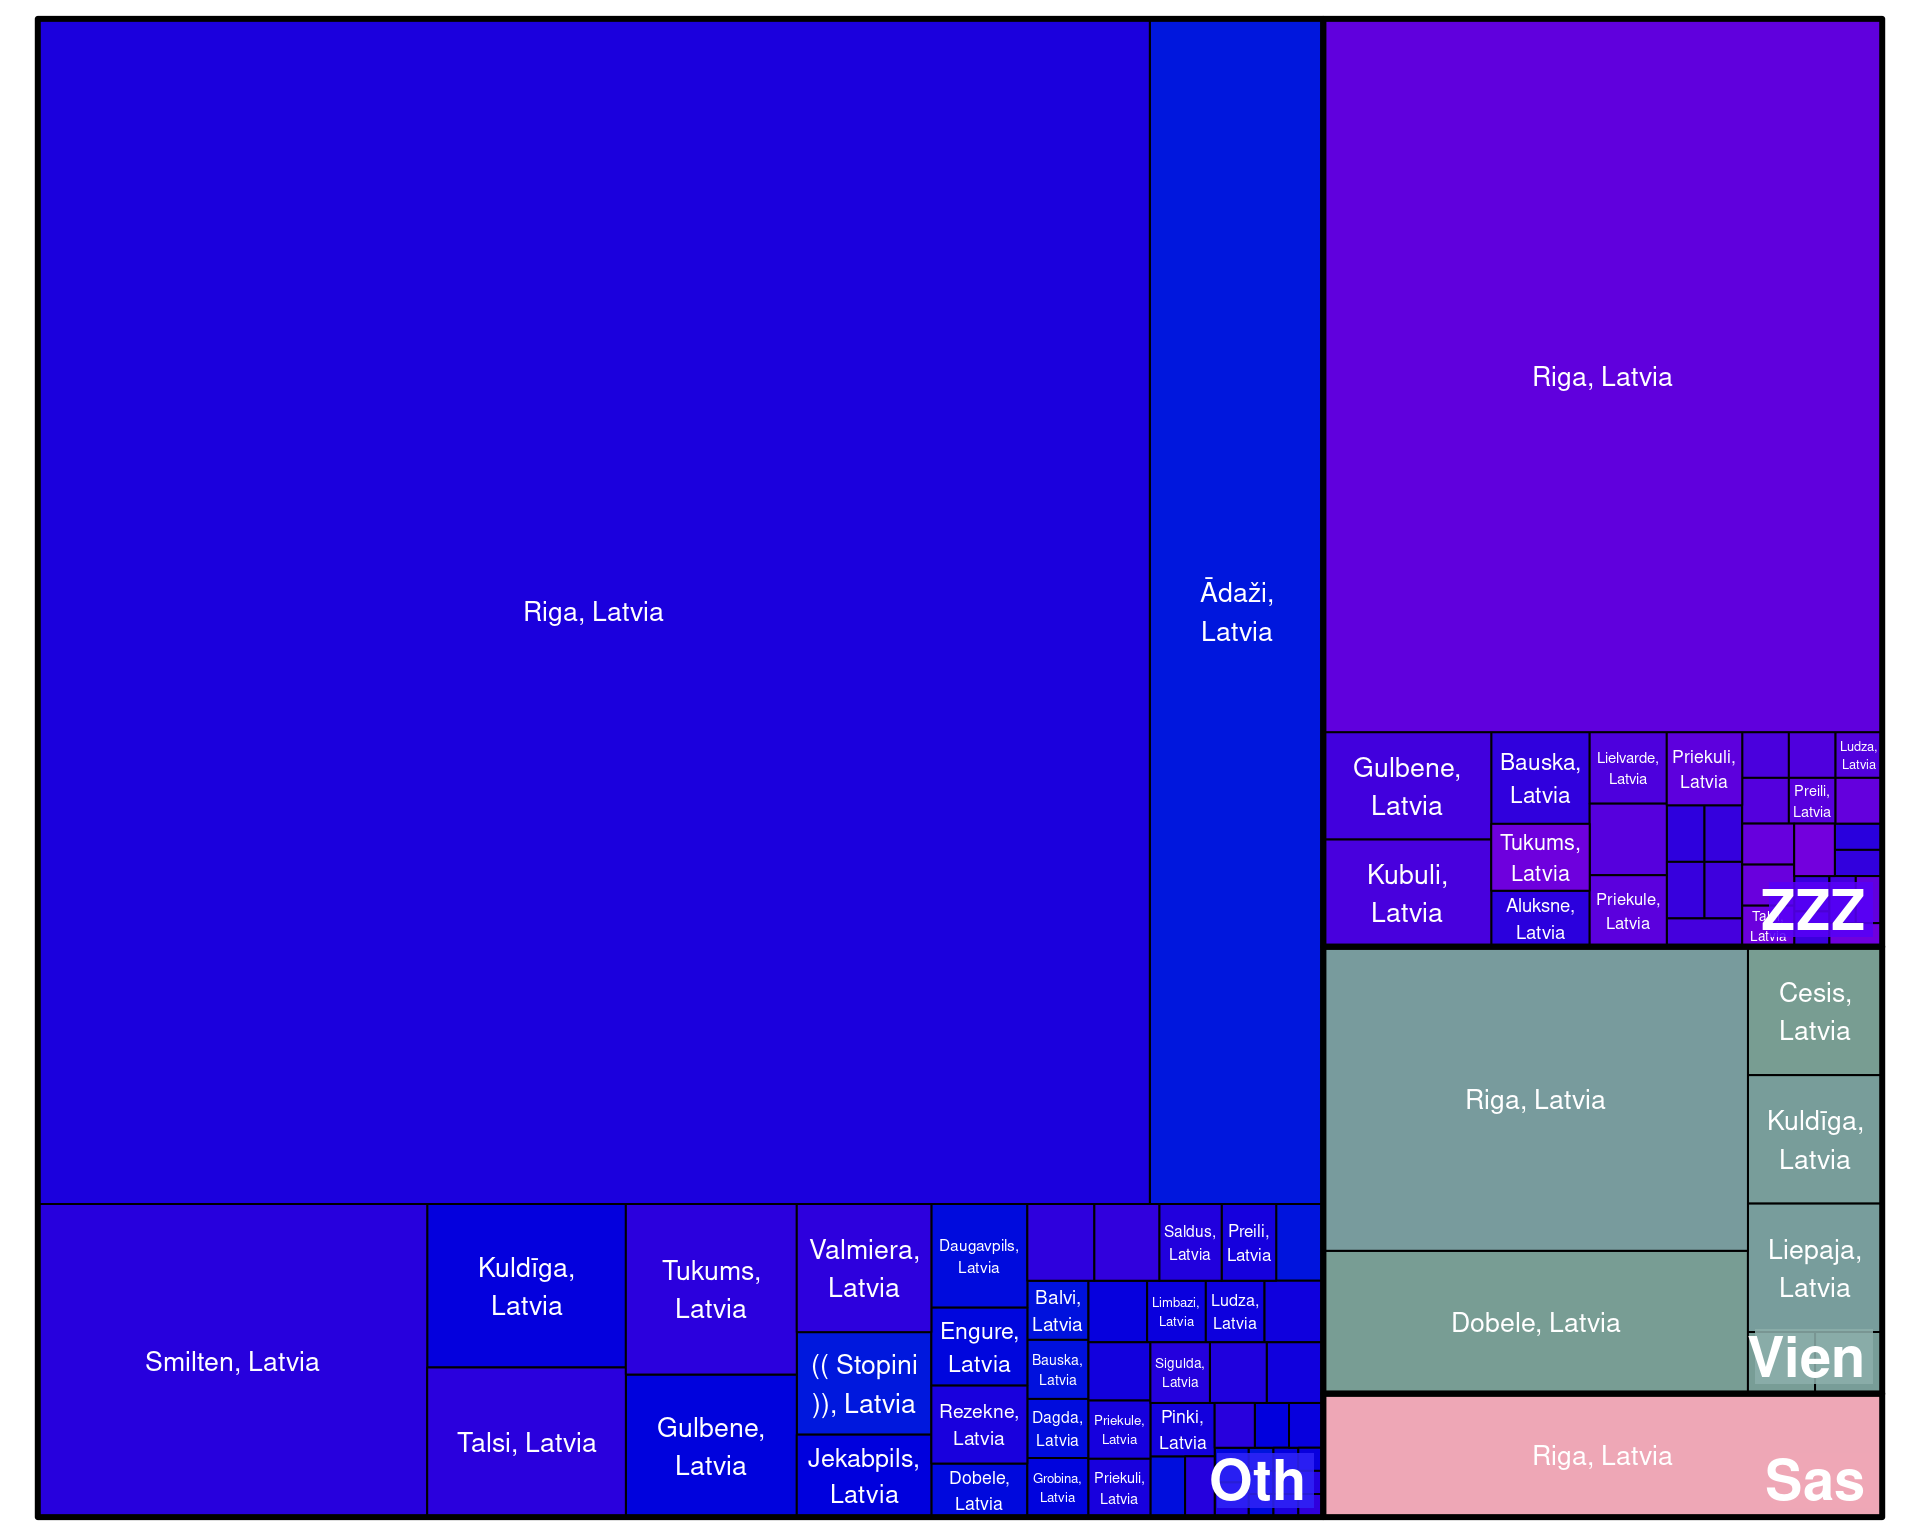 Riga, Latvia
Ādaži,
Latvia
Smilten, Latvia
Kuldīga,
Latvia
Talsi, Latvia
Tukums,
Latvia
Gulbene,
Latvia
Valmiera,
Latvia
(( Stopini
)), Latvia
Jekabpils,
Latvia
Daugavpils,
Latvia
Engure,
Latvia
Rezekne,
Latvia
Dobele,
Latvia
Saldus,
Latvia
Preili,
Latvia
Balvi,
Latvia
Limbazi,
Latvia
Ludza,
Latvia
Bauska,
Latvia
Sigulda,
Latvia
Dagda,
Latvia
Priekule,
Latvia
Pinki,
Latvia
Grobina,
Latvia
Priekuli,
Latvia
Oth
Riga, Latvia
Gulbene,
Latvia
Kubuli,
Latvia
Bauska,
Latvia
Tukums,
Latvia
Aluksne,
Latvia
Lielvarde,
Latvia
Priekule,
Latvia
Priekuli,
Latvia
Ludza,
Latvia
Preili,
Latvia
Latvia
ZZZ
Riga, Latvia
Dobele, Latvia
Cesis,
Latvia
Kuldīga,
Latvia
Liepaja,
Latvia
Vien
Riga, Latvia
Sas